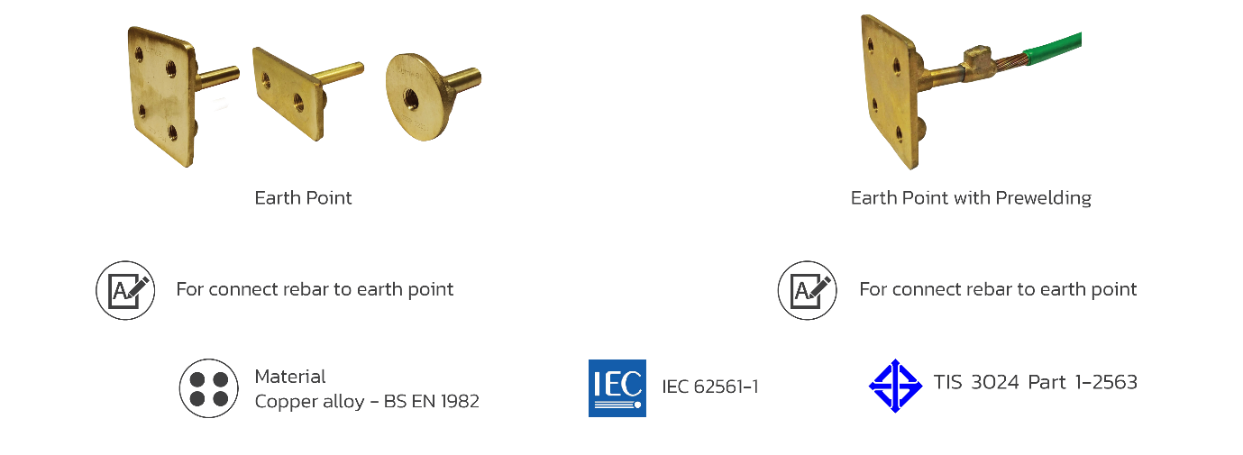 Earth Point
Earth Point with Prewelding
A
For connect rebar to earth point
A
For connect rebar to earth point
Material
Copper alloy - BS EN 1982
IEC
IEC 62561-1
TIS 3024 Part 1-2563